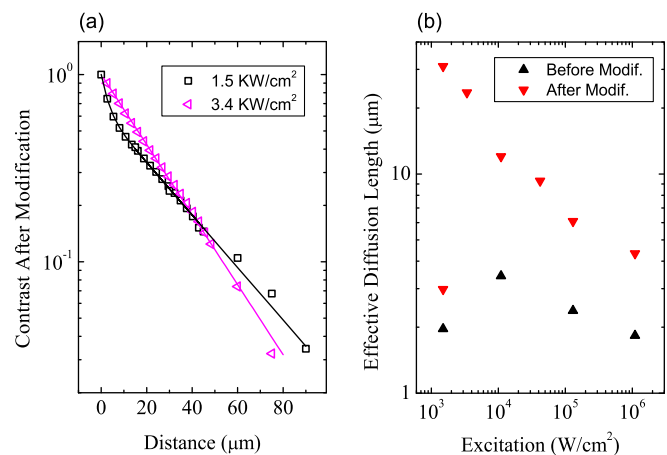 (a)
1.5 KW/cm²
3.4 KW/cm²
Contrast After Modification
10⁰
10⁻¹
0 20 40 60 80
Distance (μm)
(b)
Before Modif.
After Modif.
Effective Diffusion Length (μm)
10
1
10³ 10⁴ 10⁵ 10⁶
Excitation (W/cm²)